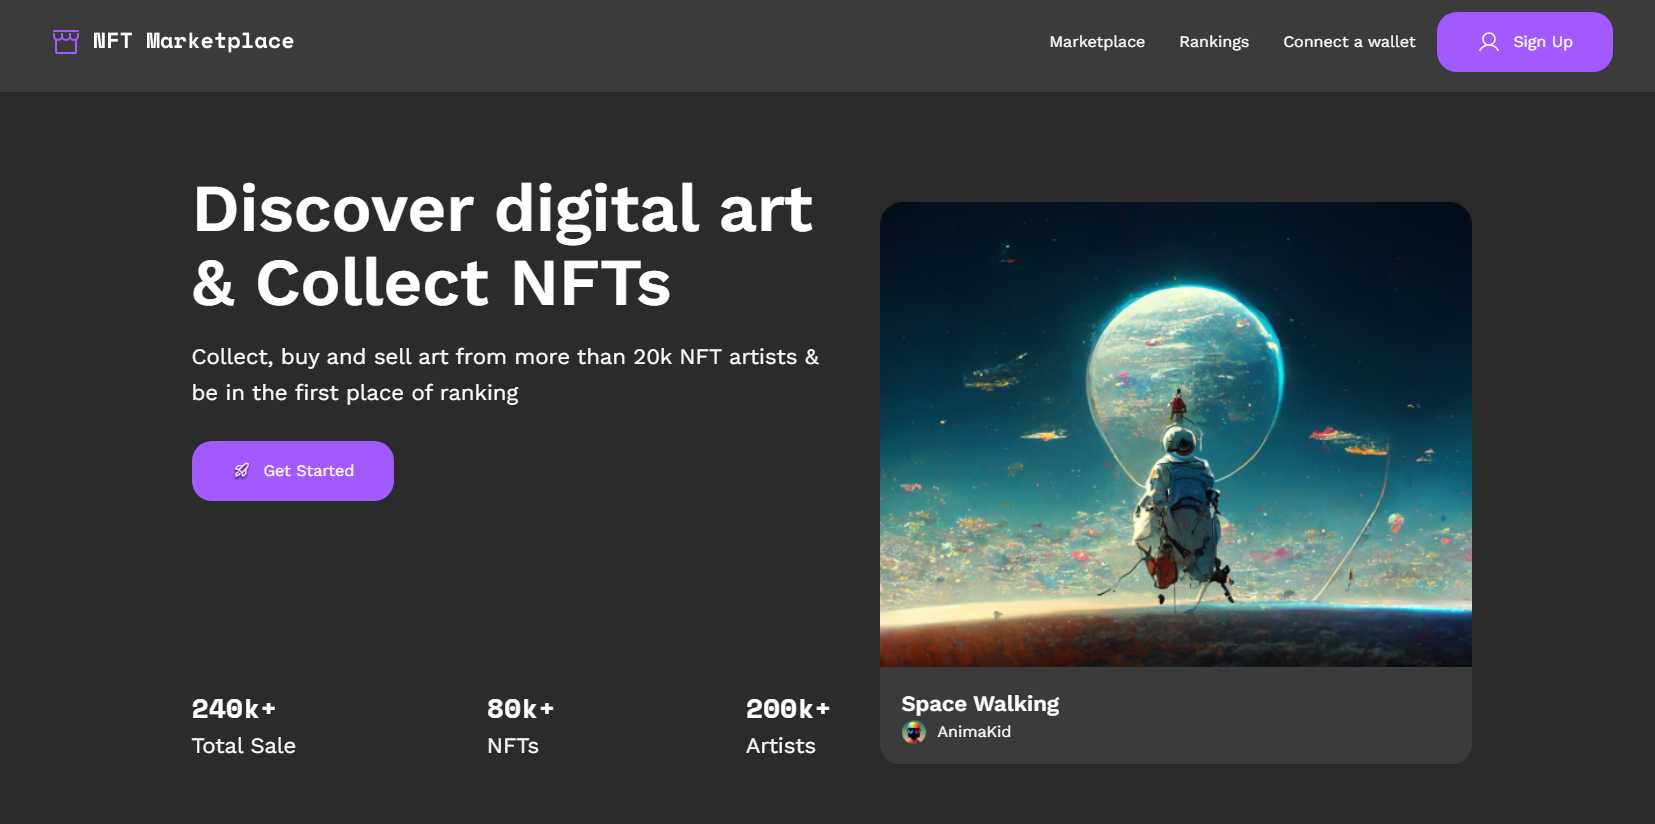 NFT Marketplace
Marketplace
Rankings
Connect a wallet
Sign Up
Discover digital art
& Collect NFTs
Collect, buy and sell art from more than 20k NFT artists &
be in the first place of ranking
Get Started
240k+
Total Sale
80k+
NFTs
200k+
Artists
Space Walking
AnimaKid